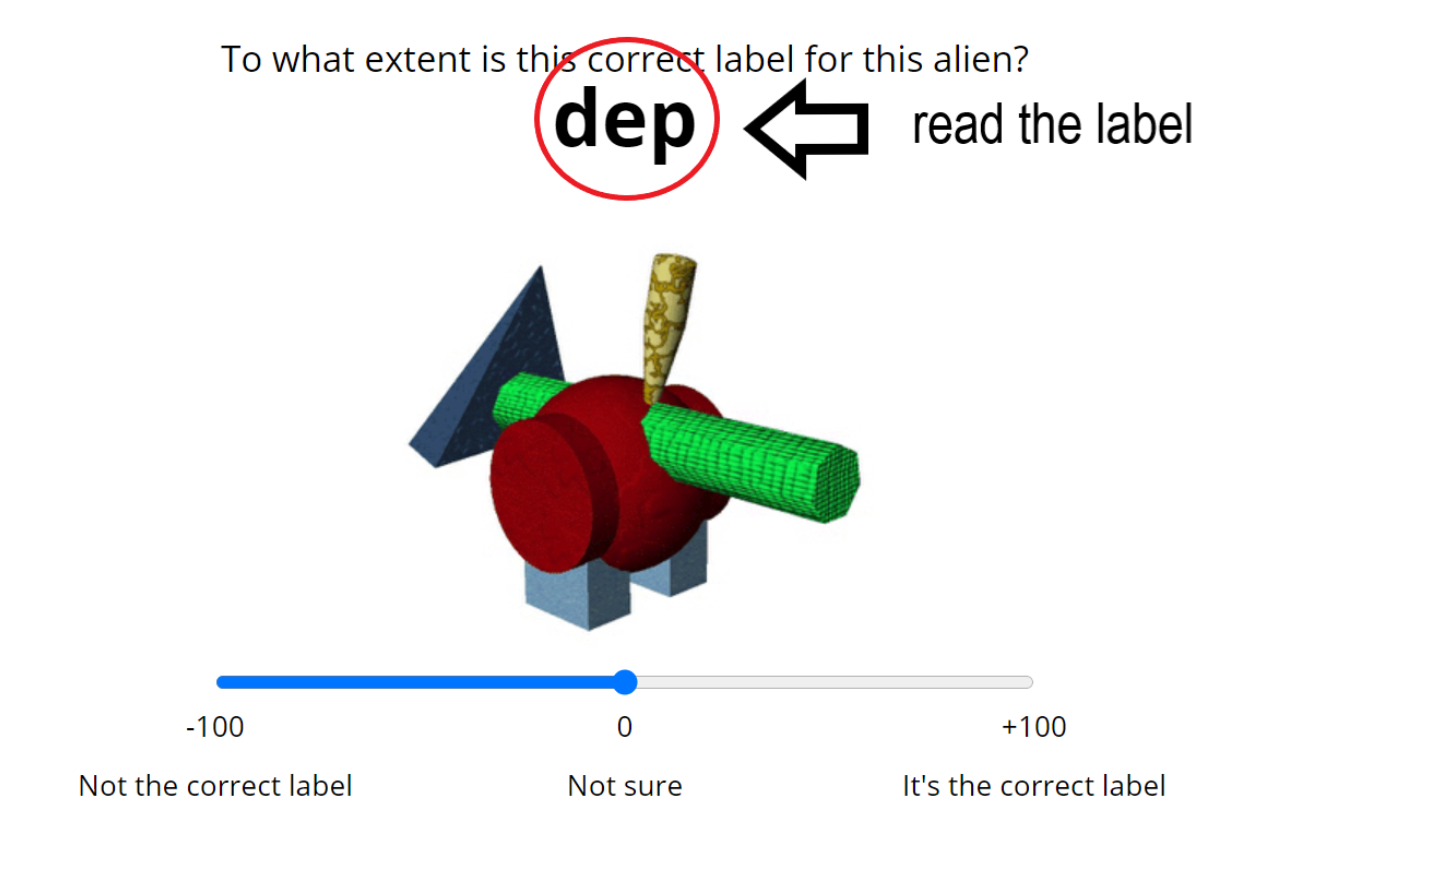 To what extent is this correct label for this alien?
dep
read the label
-100 0 +100
Not the correct label Not sure It's the correct label